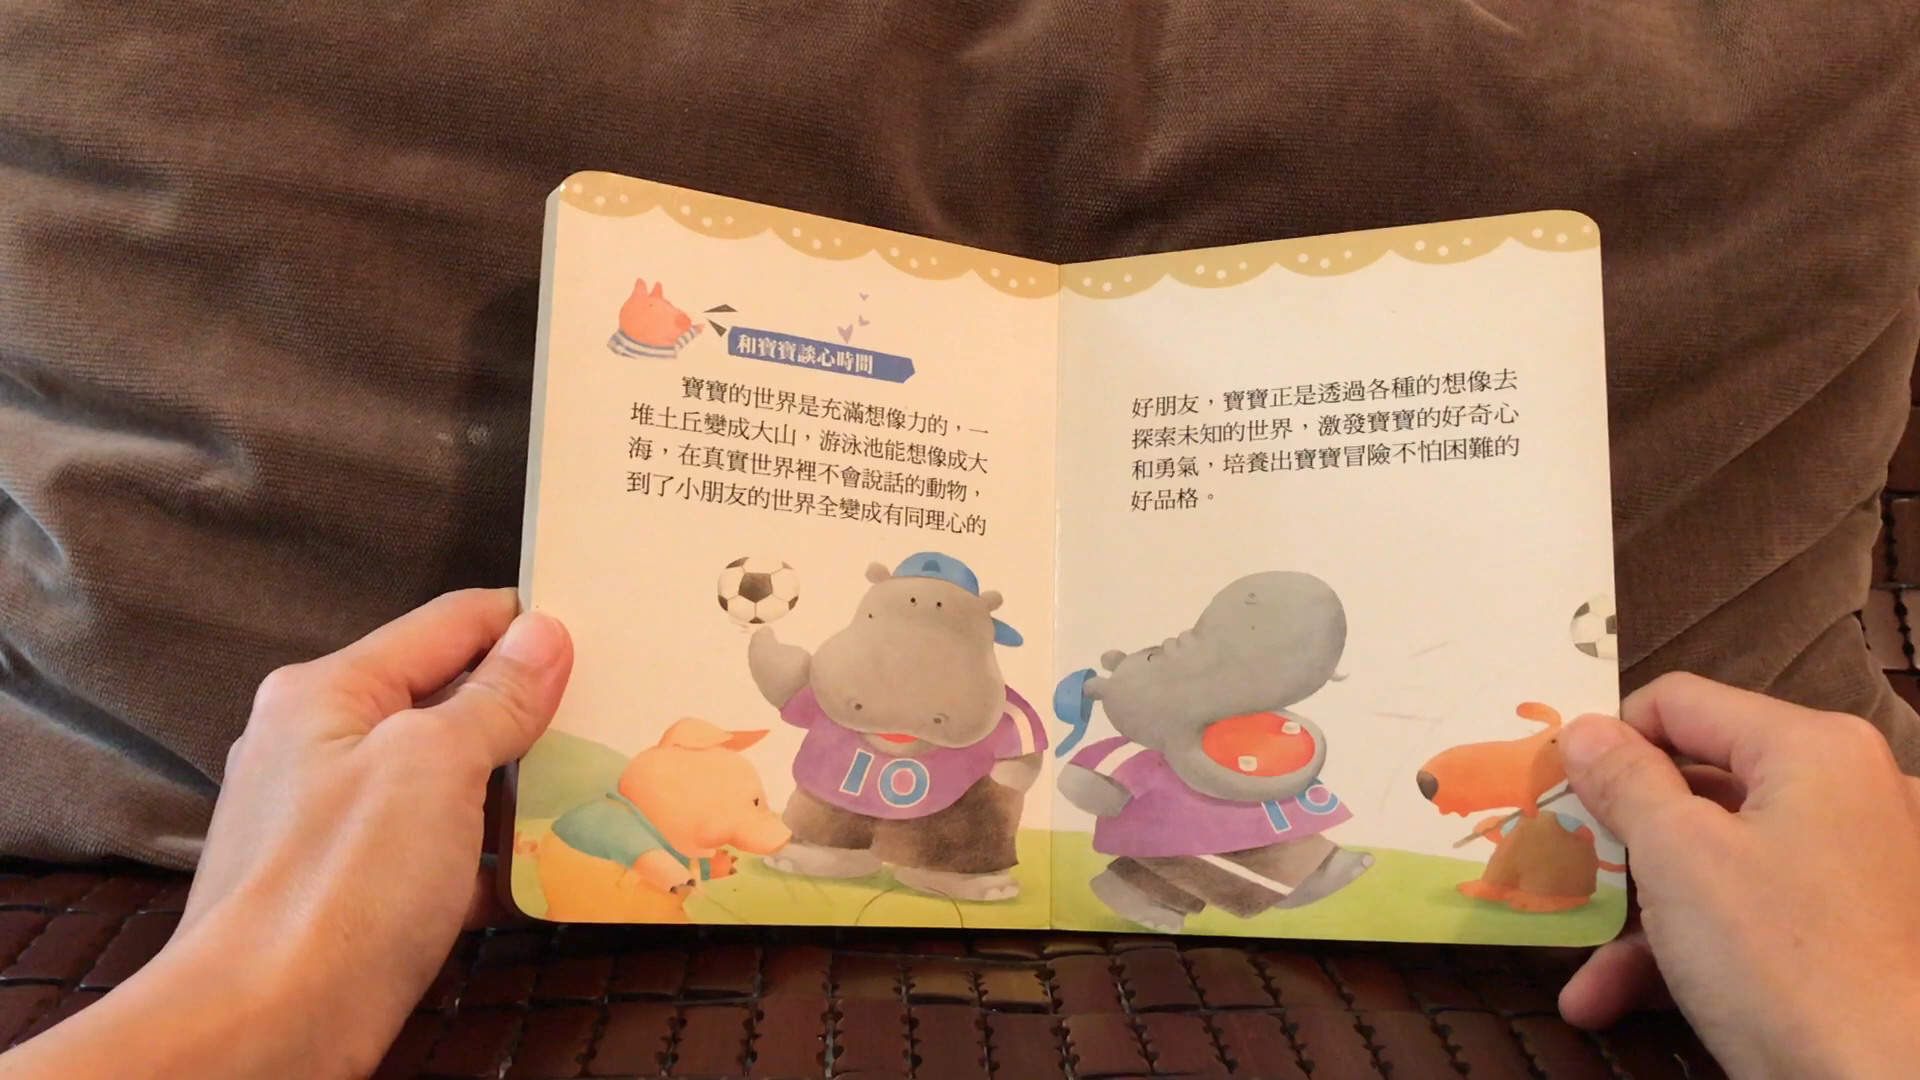 和寶寶談心時間
寶寶的世界是充滿想像力的，一
堆土丘變成大山，游泳池能想像成大
海，在真實世界裡不會說話的動物，
到了小朋友的世界全變成有同理心的
10
好朋友，寶寶正是透過各種的想像去
探索未知的世界，激發寶寶的好奇心
和勇氣，培養出寶寶冒險不怕困難的
好品格。
10